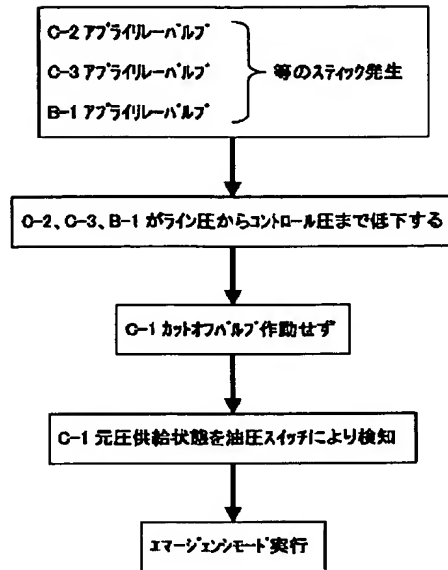 C-2 ｱﾌﾟﾗｲﾘﾚｰﾊﾞﾙﾌﾞ
C-3 ｱﾌﾟﾗｲﾘﾚｰﾊﾞﾙﾌﾞ
B-1 ｱﾌﾟﾗｲﾘﾚｰﾊﾞﾙﾌﾞ
等のｽﾃｨｯｸ発生
C-2、C-3、B-1 がﾗｲﾝ圧からｺﾝﾄﾛｰﾙ圧まで低下する
C-1 ｶｯﾄｵﾌﾊﾞﾙﾌﾞ作動せず
C-1 元圧供給状態を油圧ｽｲｯﾁにより検知
ｴﾏｰｼﾞｪﾝｼﾓｰﾄﾞ実行